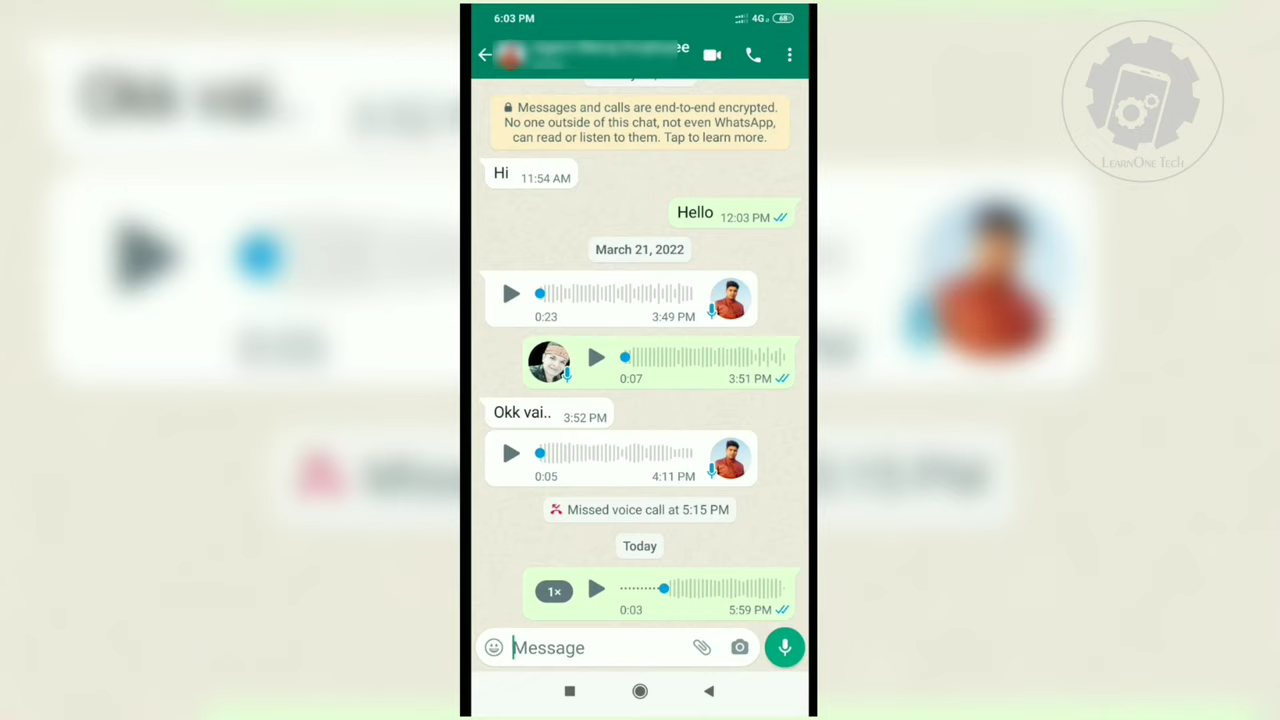 6:03 PM
4G
68
ee
Messages and calls are end-to-end encrypted.
No one outside of this chat, not even WhatsApp,
can read or listen to them. Tap to learn more.
Hi 11:54 AM
Hello 12:03 PM
March 21, 2022
0:23 3:49 PM
0:07 3:51 PM
Okk vai.. 3:52 PM
0:05 4:11 PM
Missed voice call at 5:15 PM
Today
1×
0:03 5:59 PM
Message
LearnOne Tech